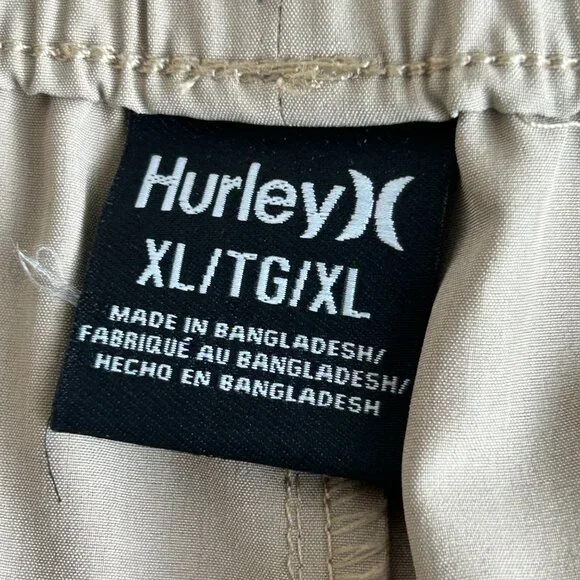 Hurley
XL/TG/XL
MADE IN BANGLADESH/
FABRIQUÉ AU BANGLADESH/
HECHO EN BANGLADESH